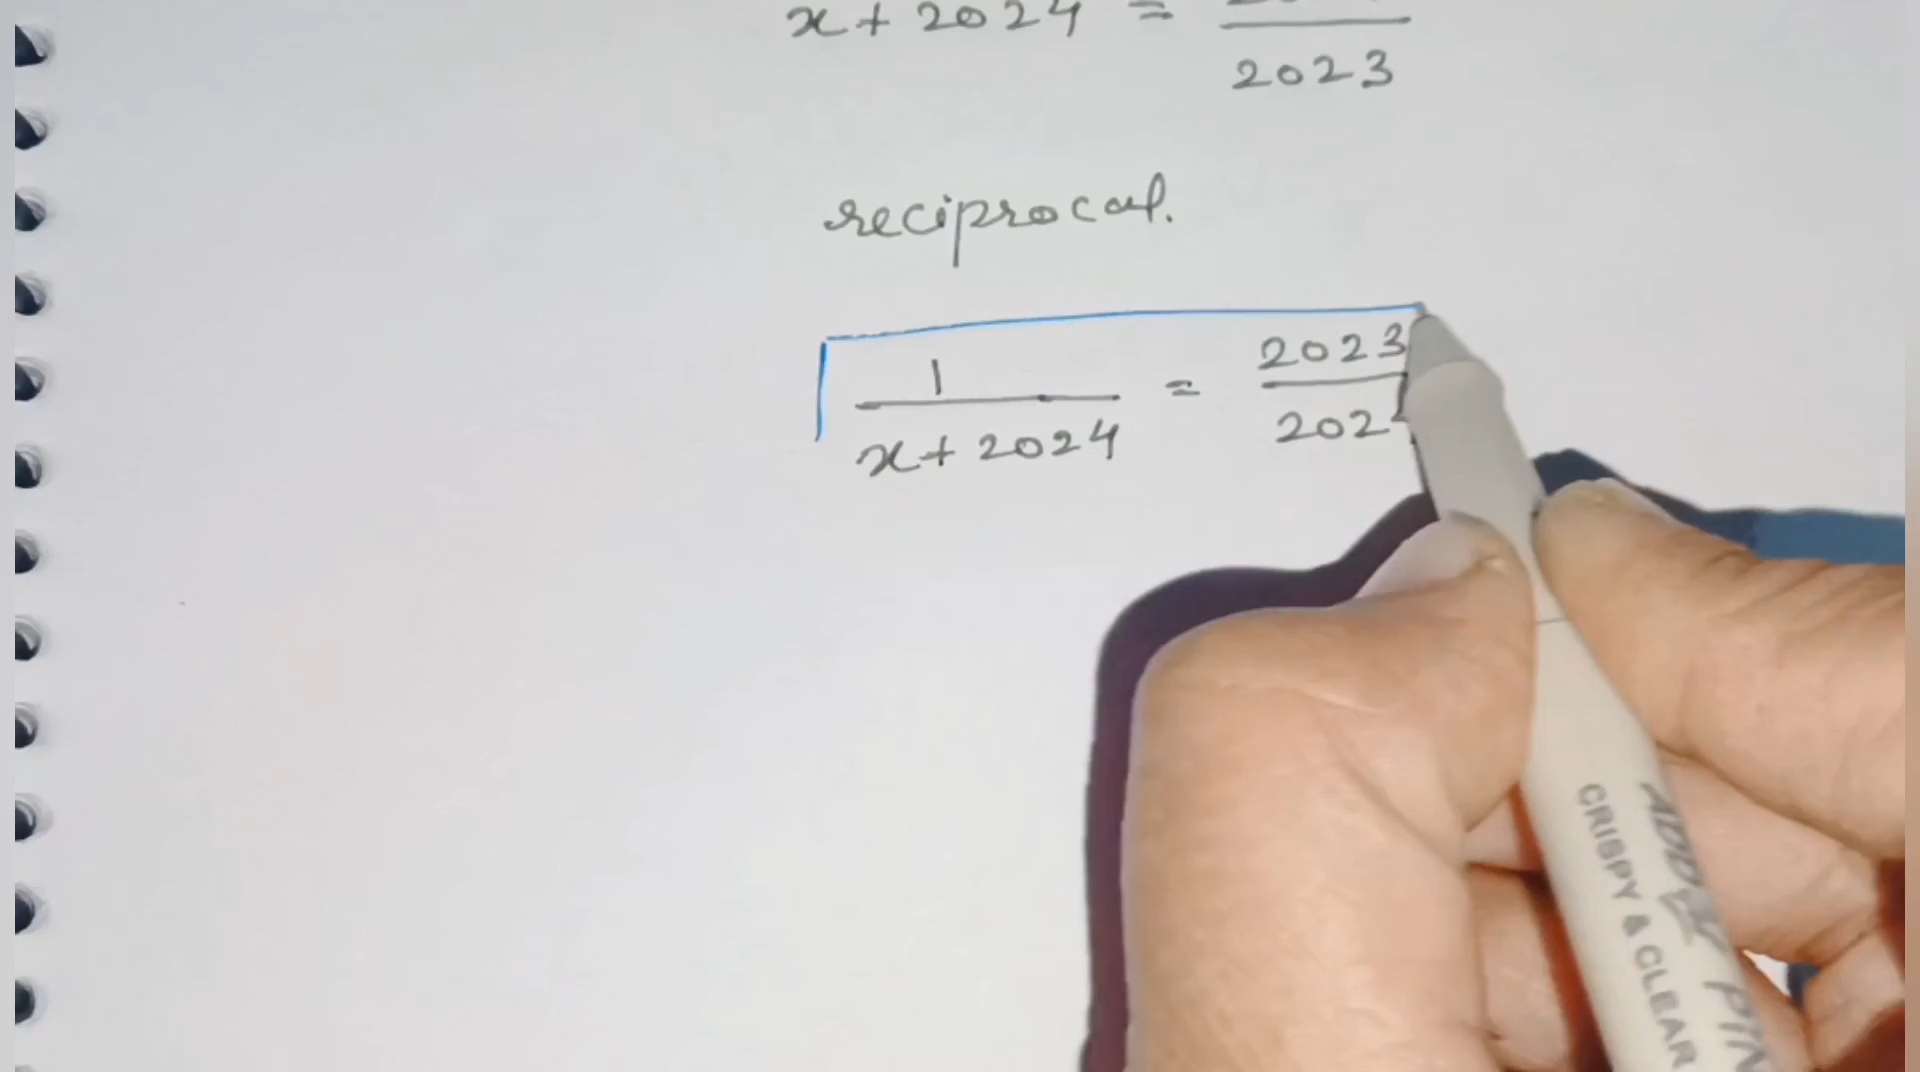 x + 2024 =
2023
reciprocal.
1
2023
=
x + 2024
202
CRISPY & CLEAR